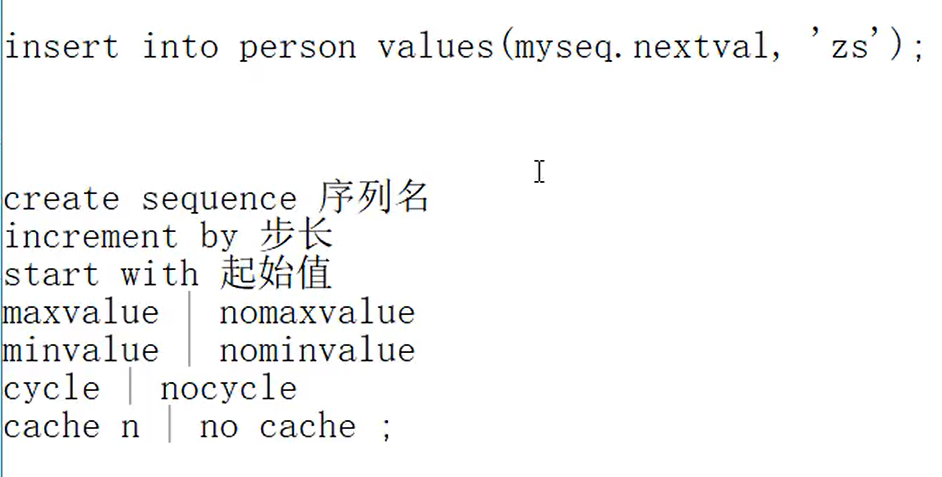 insert into person values(myseq.nextval, 'zs');
create sequence 序列名
increment by 步长
start with 起始值
maxvalue | nomaxvalue
minvalue | nominvalue
cycle | nocycle
cache n | no cache ;